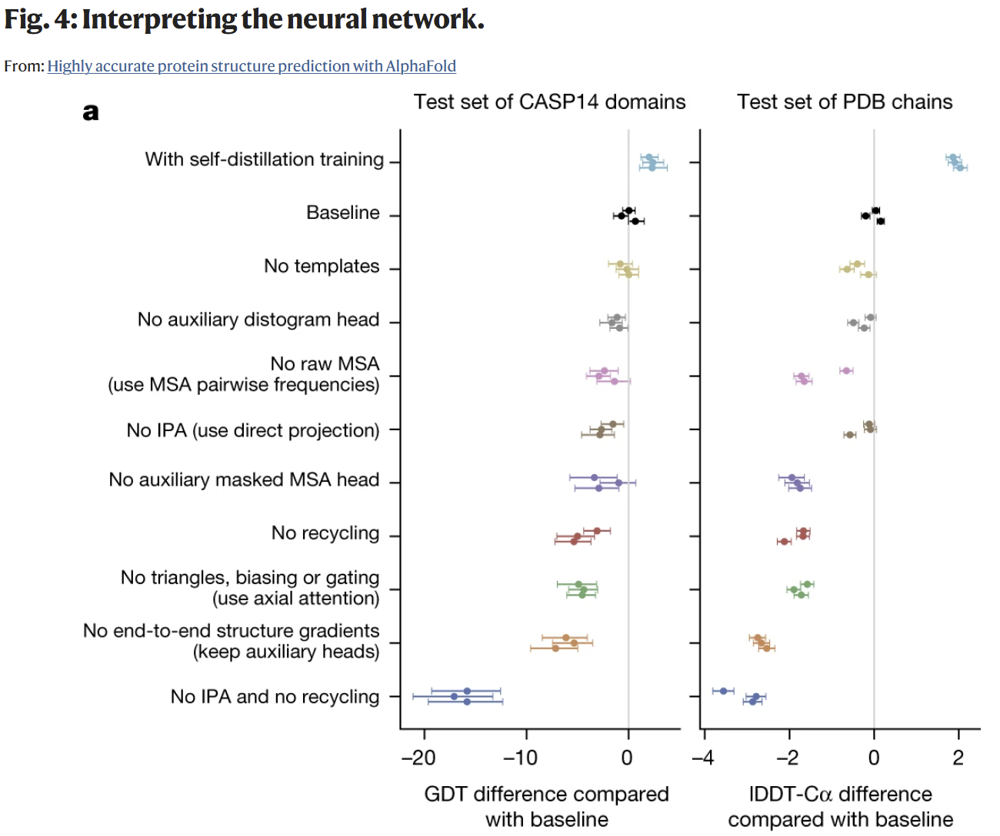 Fig. 4: Interpreting the neural network.
From: Highly accurate protein structure prediction with AlphaFold
a
Test set of CASP14 domains
Test set of PDB chains
With self-distillation training
Baseline
No templates
No auxiliary distogram head
No raw MSA
(use MSA pairwise frequencies)
No IPA (use direct projection)
No auxiliary masked MSA head
No recycling
No triangles, biasing or gating
(use axial attention)
No end-to-end structure gradients
(keep auxiliary heads)
No IPA and no recycling
–20 –10 0
–4 –2 0 2
GDT difference compared
with baseline
lDDT-Cα difference
compared with baseline